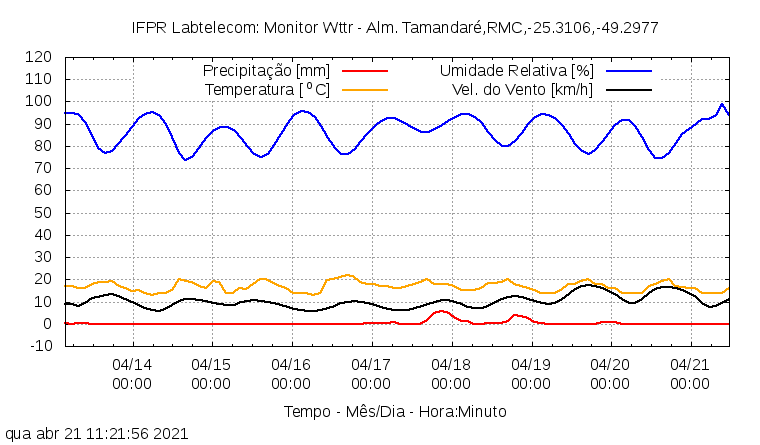 IFPR Labtelecom: Monitor Wttr - Alm. Tamandaré,RMC,-25.3106,-49.2977
Precipitação [mm]
Temperatura [ ⁰C]
Umidade Relativa [%]
Vel. do Vento [km/h]
120
110
100
90
80
70
60
50
40
30
20
10
0
-10
04/14 04/15 04/16 04/17 04/18 04/19 04/20 04/21
00:00 00:00 00:00 00:00 00:00 00:00 00:00 00:00
Tempo - Mês/Dia - Hora:Minuto
qua abr 21 11:21:56 2021